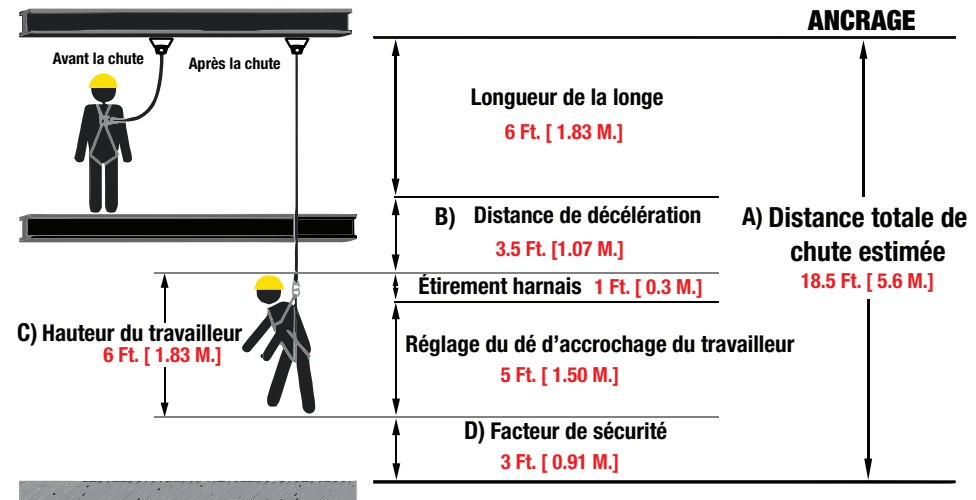 ANCRAGE
Avant la chute
Après la chute
Longueur de la longe
6 Ft. [ 1.83 M.]
B) Distance de décélération
3.5 Ft. [1.07 M.]
A) Distance totale de
chute estimée
18.5 Ft. [ 5.6 M.]
Étirement harnais 1 Ft. [ 0.3 M.]
C) Hauteur du travailleur
6 Ft. [ 1.83 M.]
Réglage du dé d'accrochage du travailleur
5 Ft. [ 1.50 M.]
D) Facteur de sécurité
3 Ft. [ 0.91 M.]